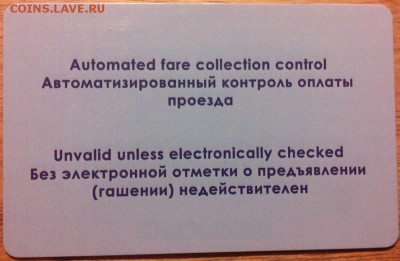 COINS.LAVE.RU
Automated fare collection control
Автоматизированный контроль оплаты
проезда
Unvalid unless electronically checked
Без электронной отметки о предъявлении
(гашении) недействителен